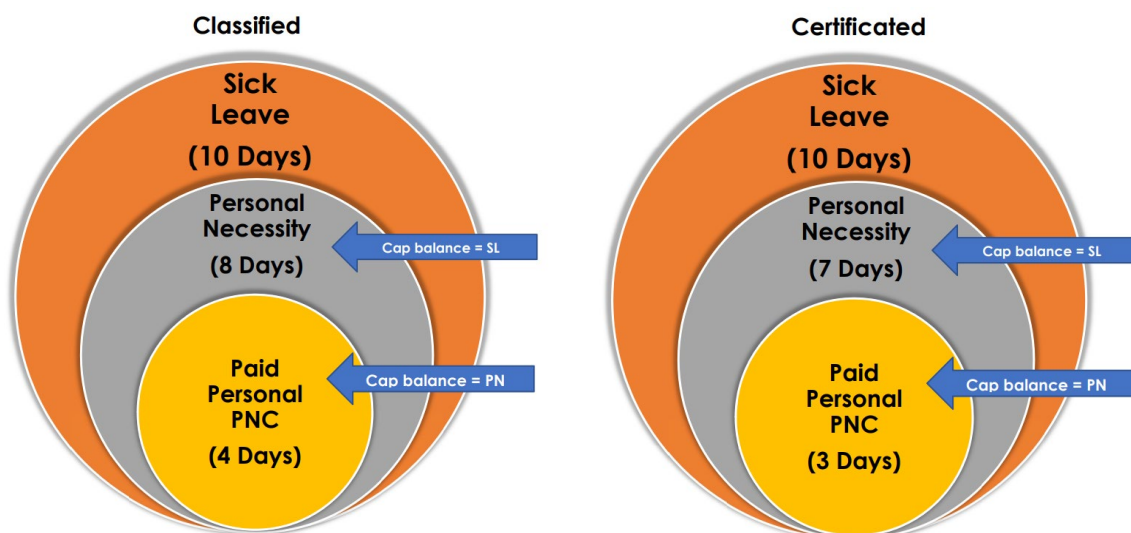 Classified
Sick
Leave
(10 Days)
Personal
Necessity
(8 Days)
Cap balance = SL
Paid
Personal
PNC
(4 Days)
Cap balance = PN
Certificated
Sick
Leave
(10 Days)
Personal
Necessity
(7 Days)
Cap balance = SL
Paid
Personal
PNC
(3 Days)
Cap balance = PN